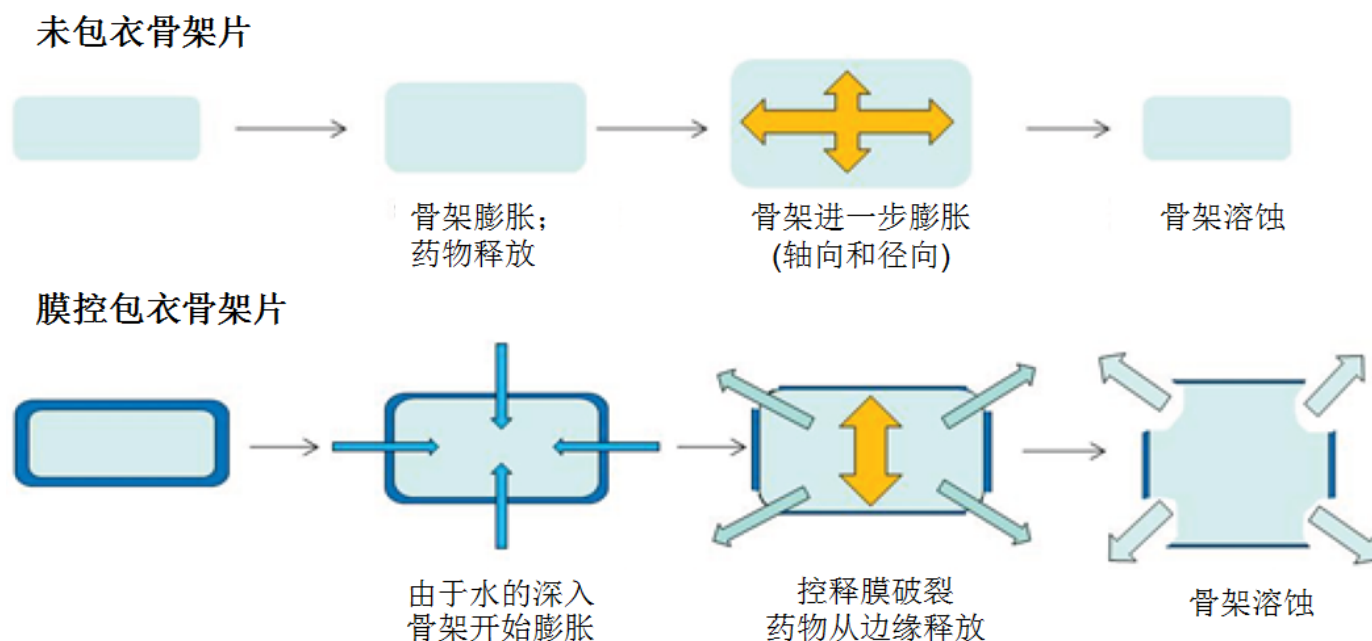 未包衣骨架片
骨架膨胀；
药物释放
骨架进一步膨胀
(轴向和径向)
骨架溶蚀
膜控包衣骨架片
由于水的深入
骨架开始膨胀
控释膜破裂
药物从边缘释放
骨架溶蚀